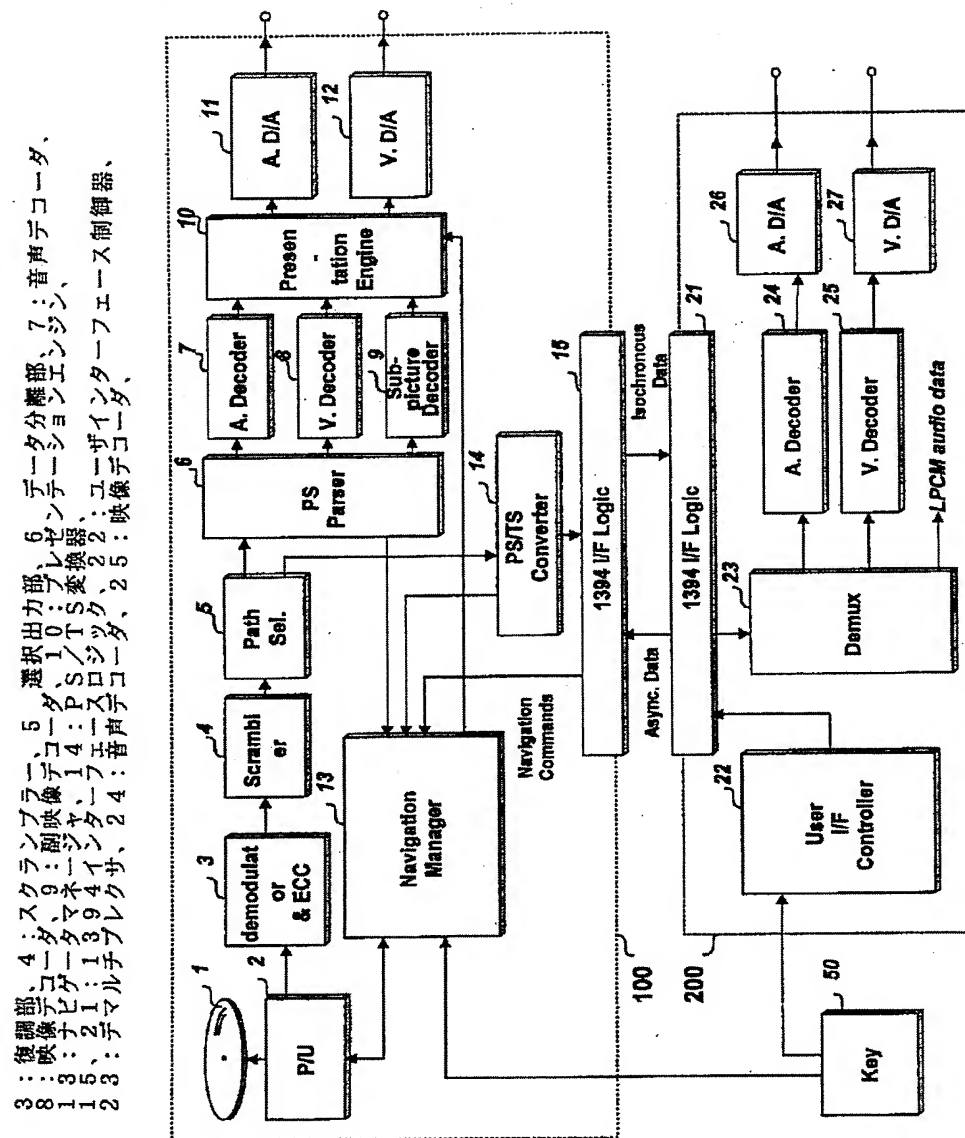 3：復調部、4：スクランブラー、5：選択出力部、6：データ分離部、7：音声デコーダ、
8：映像デコーダ、9：副映像デコーダ、10：プレゼンテーションエンジン、
13：ナビゲータマネージャ、14：PS／TS変換器、
15、21：1394インターフェースロジック、22：ユーザインターフェース制御器、
23：デマルチプレクサ、24：音声デコーダ、25：映像デコーダ、
1
2
P/U
3
demodulat
or
& ECC
4
Scrambl
er
5
Path
Sel.
6
PS
Parser
7
A. Decoder
8
V. Decoder
9
Sub-
picture
Decoder
10
Presen
-
tation
Engine
11
A. D/A
12
V. D/A
13
Navigation
Manager
14
PS/TS
Converter
15
1394 I/F Logic
Navigation
Commands
Async. Data
Isochronous
Data
100
200
21
1394 I/F Logic
22
User
I/F
Controller
23
Demux
24
A. Decoder
25
V. Decoder
26
A. D/A
27
V. D/A
LPCM audio data
50
Key